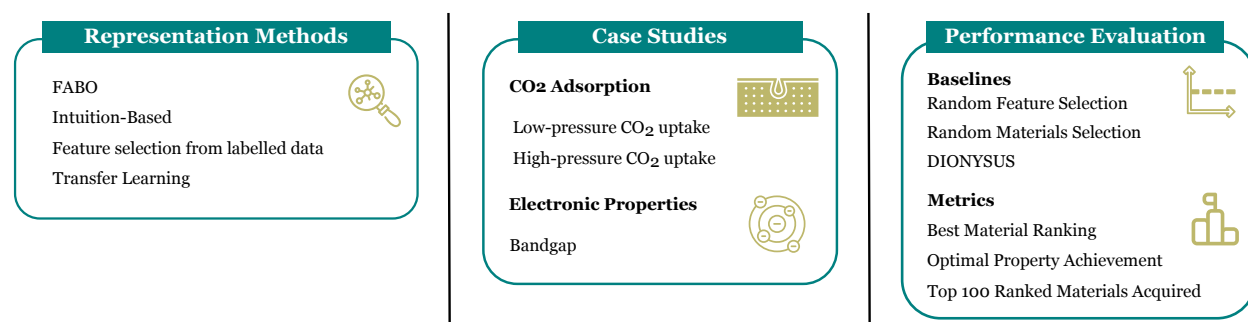 Representation Methods
FABO
Intuition-Based
Feature selection from labelled data
Transfer Learning
Case Studies
CO2 Adsorption
Low-pressure CO₂ uptake
High-pressure CO₂ uptake
Electronic Properties
Bandgap
Performance Evaluation
Baselines
Random Feature Selection
Random Materials Selection
DIONYSUS
Metrics
Best Material Ranking
Optimal Property Achievement
Top 100 Ranked Materials Acquired